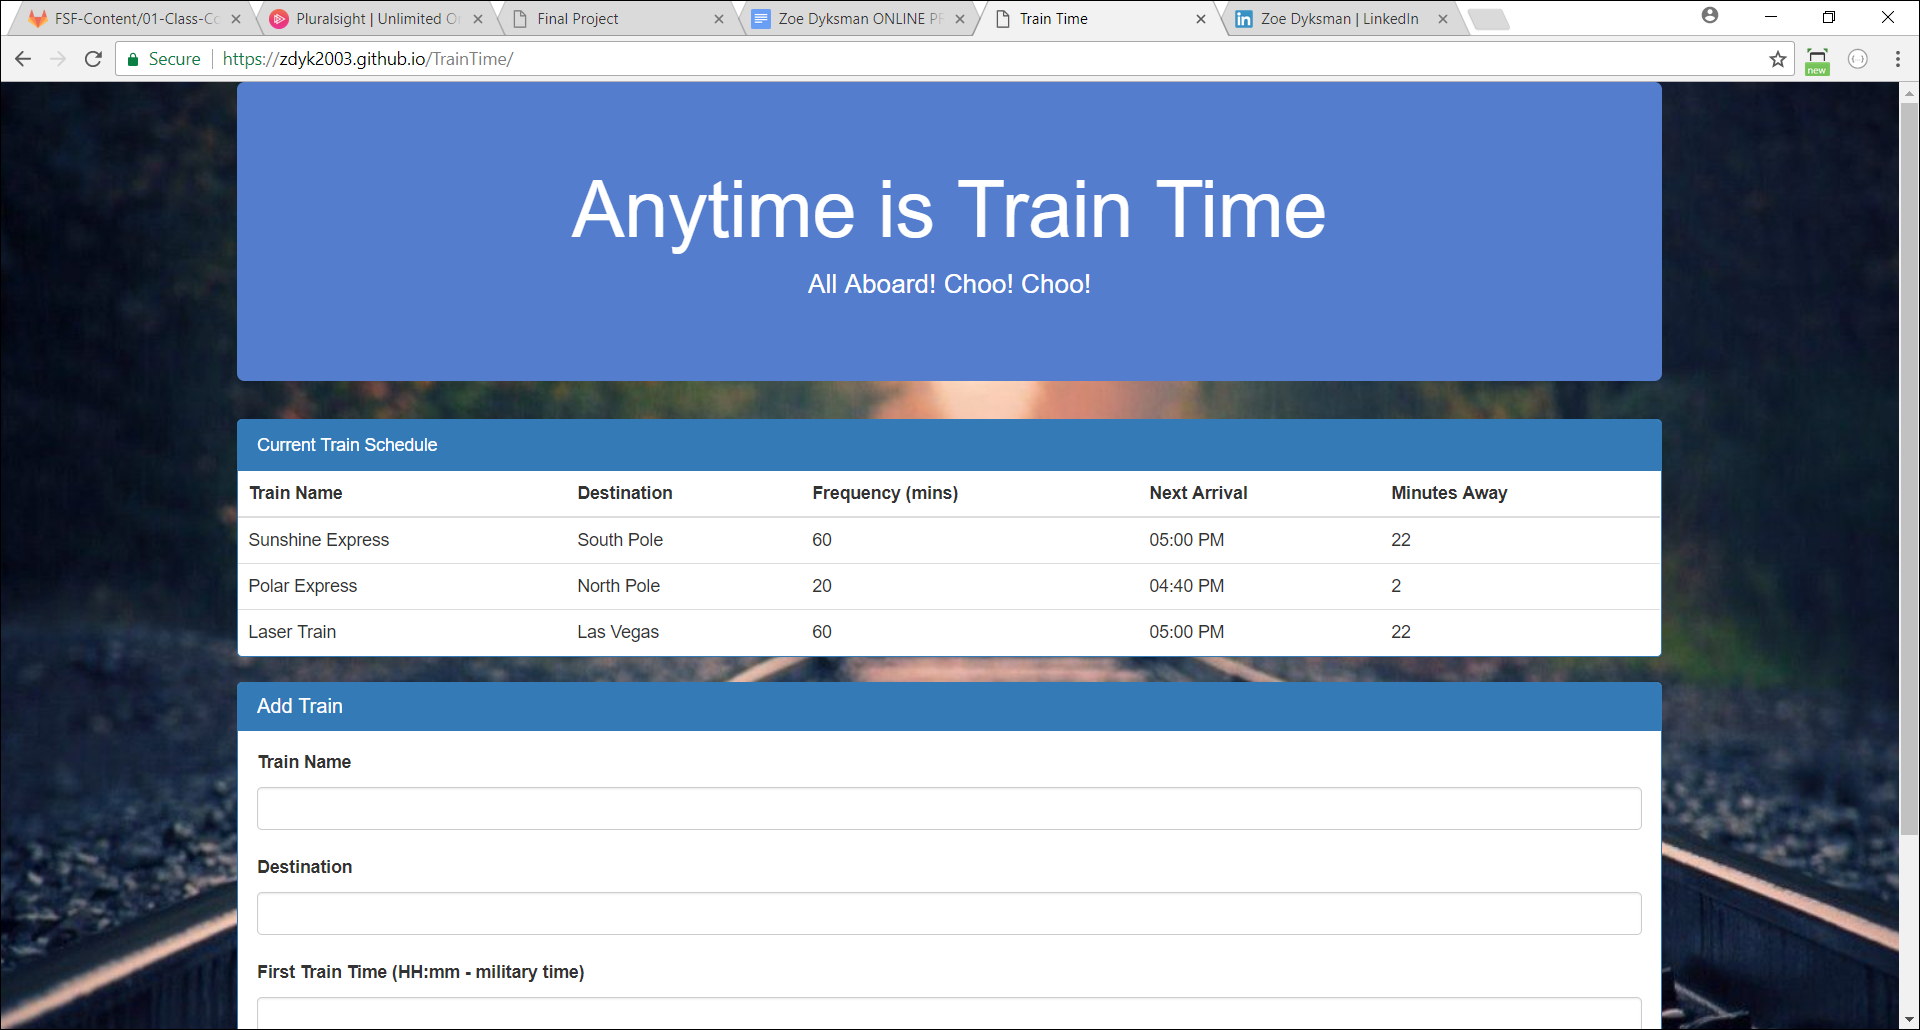 FSF-Content/01-Class-Co
Pluralsight | Unlimited O
Final Project
Zoe Dyksman ONLINE PR
Train Time
Zoe Dyksman | LinkedIn
Secure https://zdyk2003.github.io/TrainTime/
new
Anytime is Train Time
All Aboard! Choo! Choo!
Current Train Schedule
Train Name Destination Frequency (mins) Next Arrival Minutes Away
Sunshine Express South Pole 60 05:00 PM 22
Polar Express North Pole 20 04:40 PM 2
Laser Train Las Vegas 60 05:00 PM 22
Add Train
Train Name
Destination
First Train Time (HH:mm - military time)